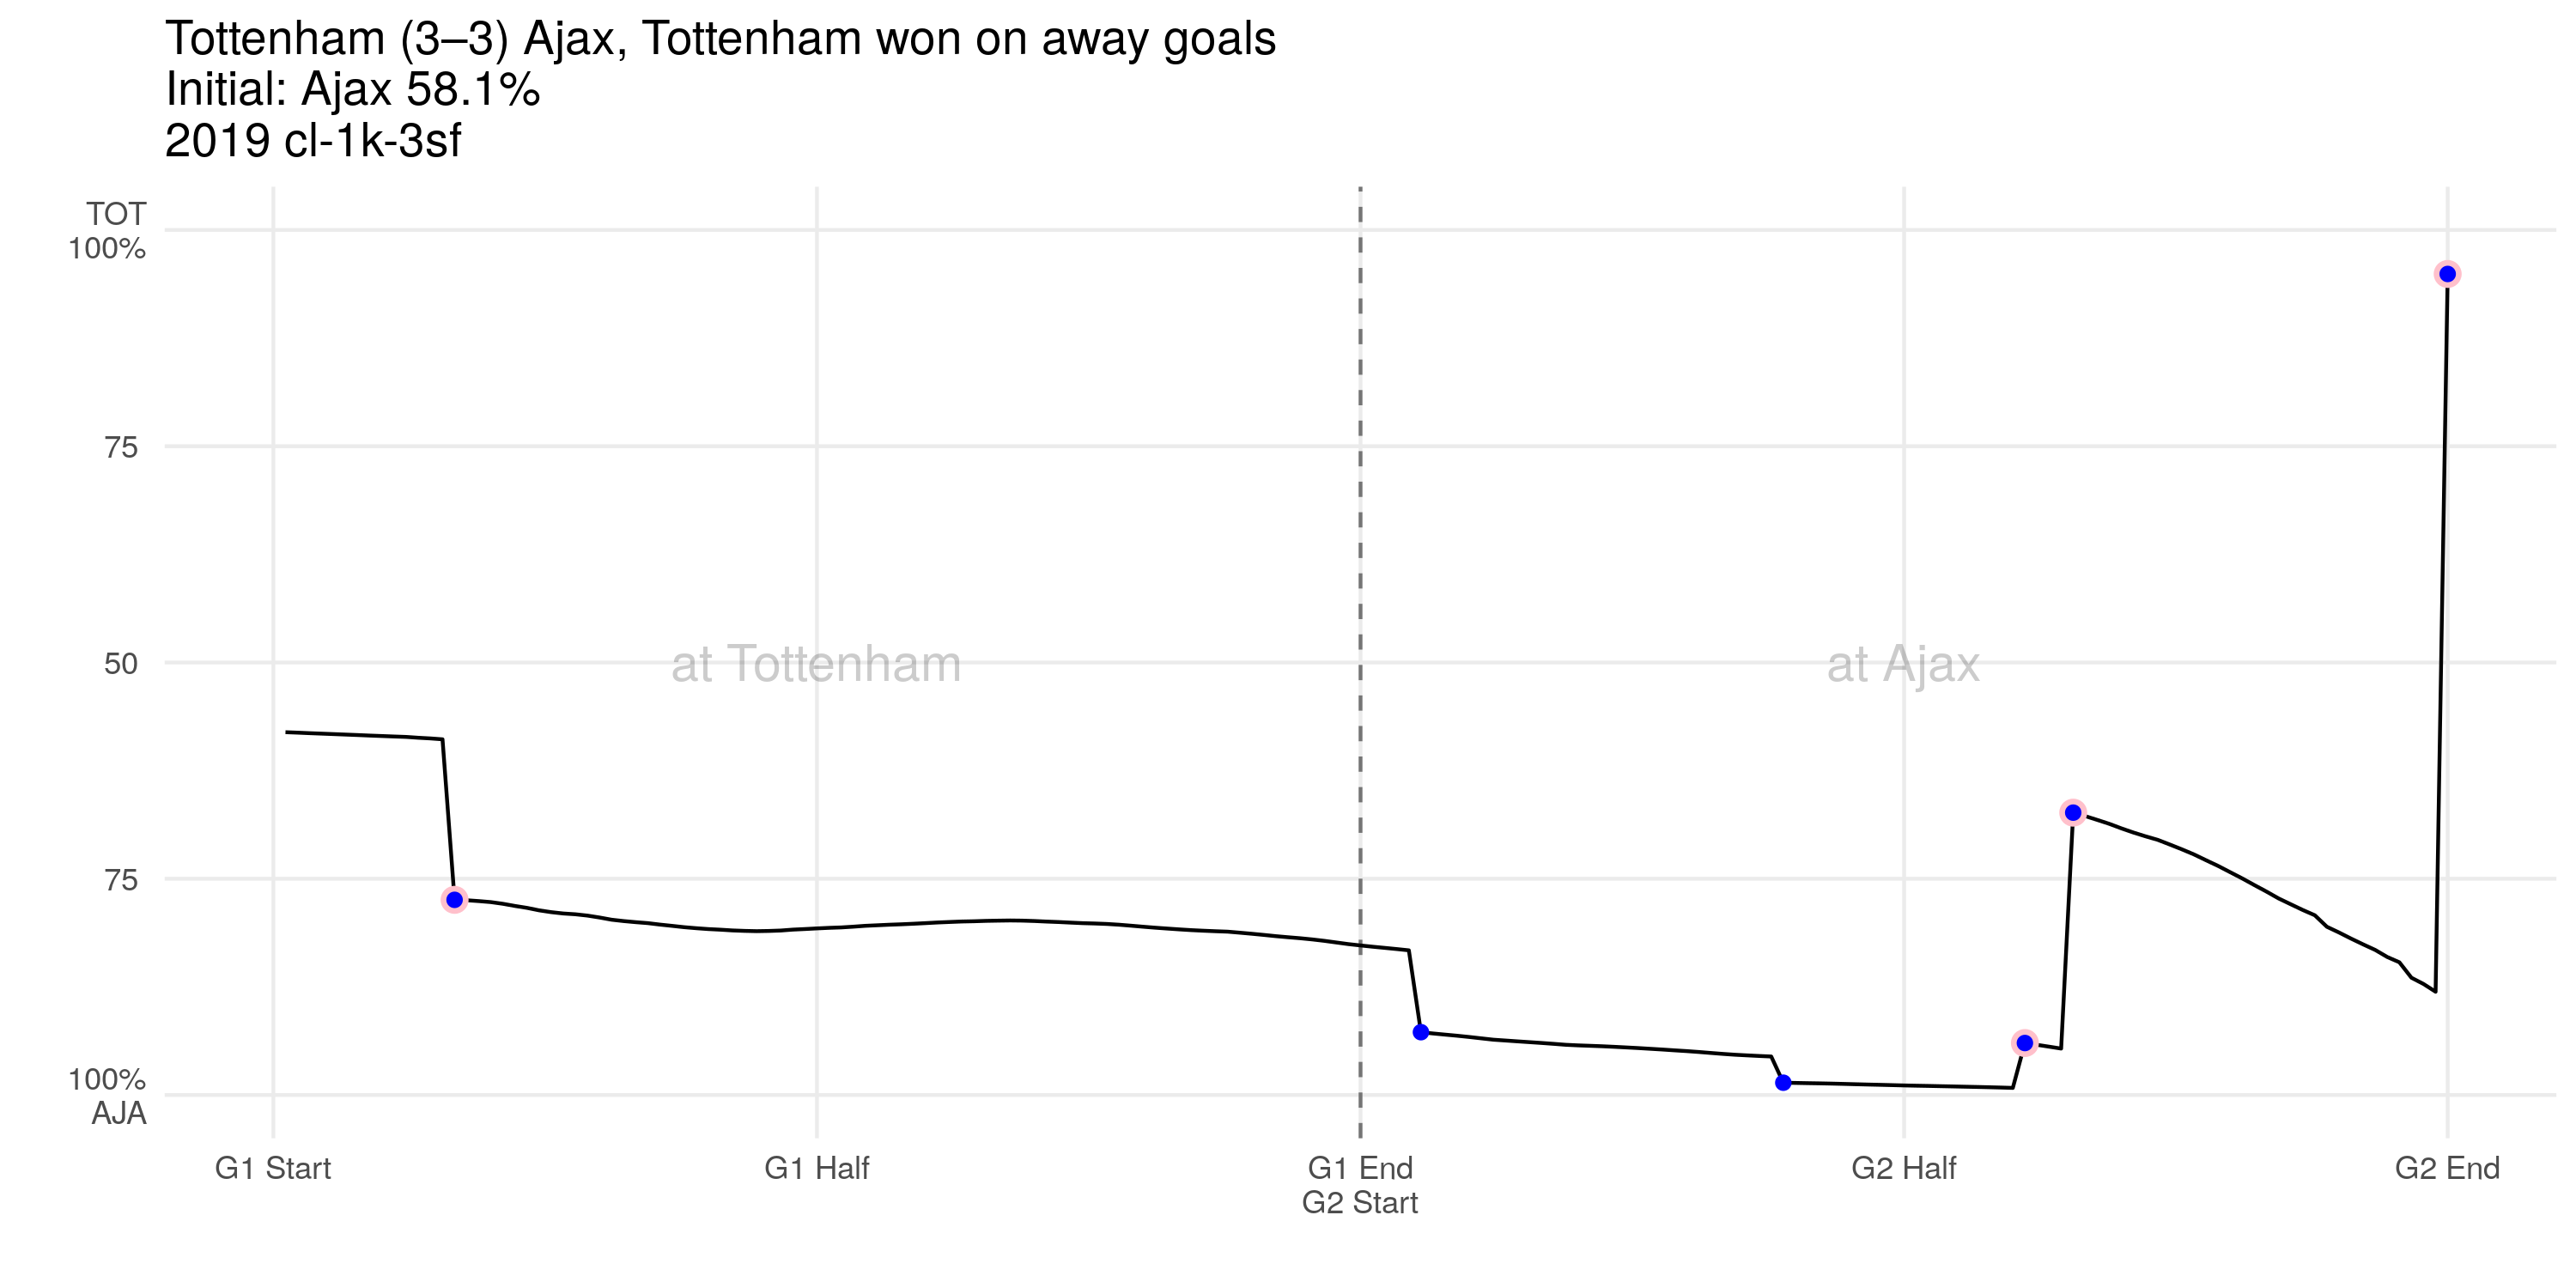 Tottenham (3–3) Ajax, Tottenham won on away goals
Initial: Ajax 58.1%
2019 cl-1k-3sf
TOT
100%
75
50
75
100%
AJA
at Tottenham
at Ajax
G1 Start
G1 Half
G1 End
G2 Start
G2 Half
G2 End